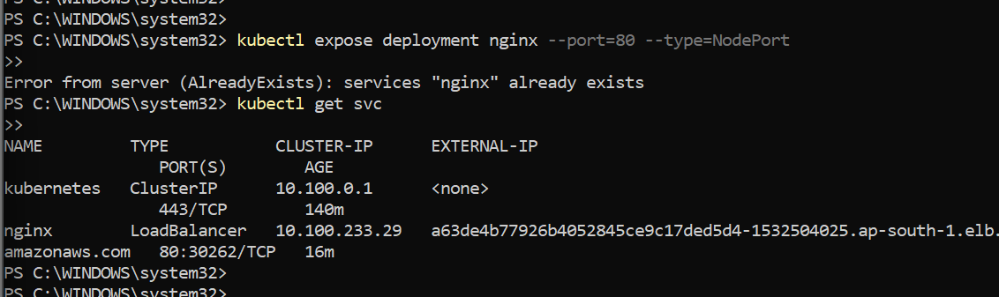 PS C:\WINDOWS\system32>
PS C:\WINDOWS\system32>
PS C:\WINDOWS\system32> kubectl expose deployment nginx --port=80 --type=NodePort
>>
Error from server (AlreadyExists): services "nginx" already exists
PS C:\WINDOWS\system32> kubectl get svc
>>
NAME         TYPE           CLUSTER-IP      EXTERNAL-IP
                PORT(S)        AGE
kubernetes   ClusterIP      10.100.0.1      <none>
                443/TCP        140m
nginx        LoadBalancer   10.100.233.29   a63de4b77926b4052845ce9c17ded5d4-1532504025.ap-south-1.elb.
amazonaws.com   80:30262/TCP   16m
PS C:\WINDOWS\system32>
PS C:\WINDOWS\system32>